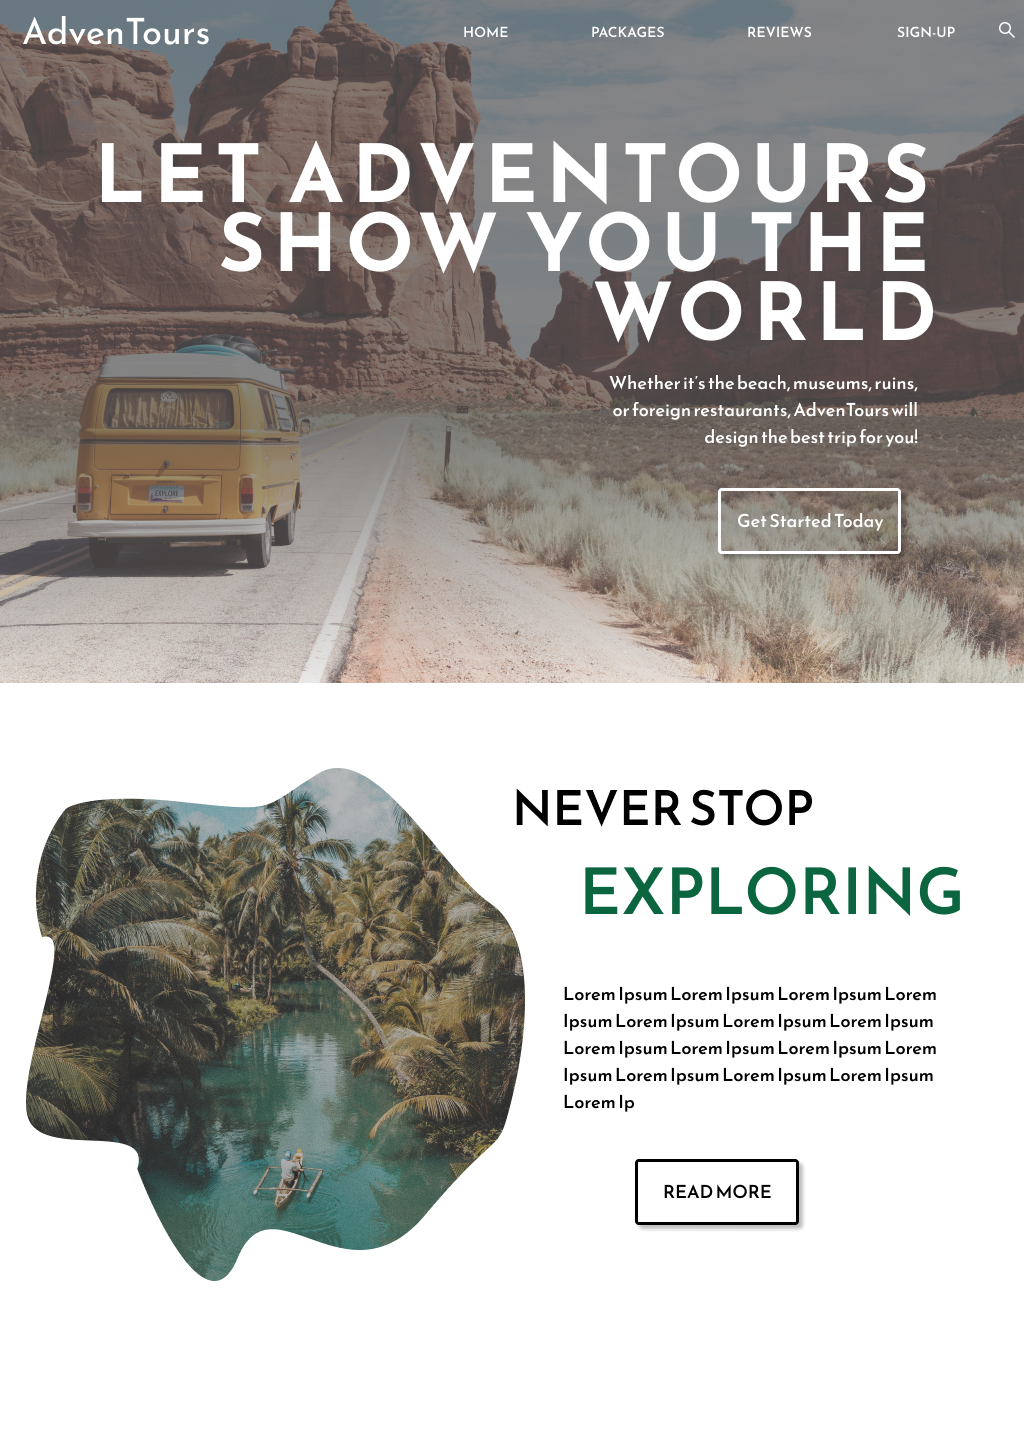 AdvenTours
HOME
PACKAGES
REVIEWS
SIGN-UP
LET ADVENTOURS
SHOW YOU THE
WORLD
Whether it's the beach, museums, ruins,
or foreign restaurants, AdvenTours will
design the best trip for you!
EXPLORE
Get Started Today
NEVER STOP
EXPLORING
Lorem Ipsum Lorem Ipsum Lorem Ipsum Lorem
Ipsum Lorem Ipsum Lorem Ipsum Lorem Ipsum
Lorem Ipsum Lorem Ipsum Lorem Ipsum Lorem
Ipsum Lorem Ipsum Lorem Ipsum Lorem Ipsum
Lorem Ip
READ MORE